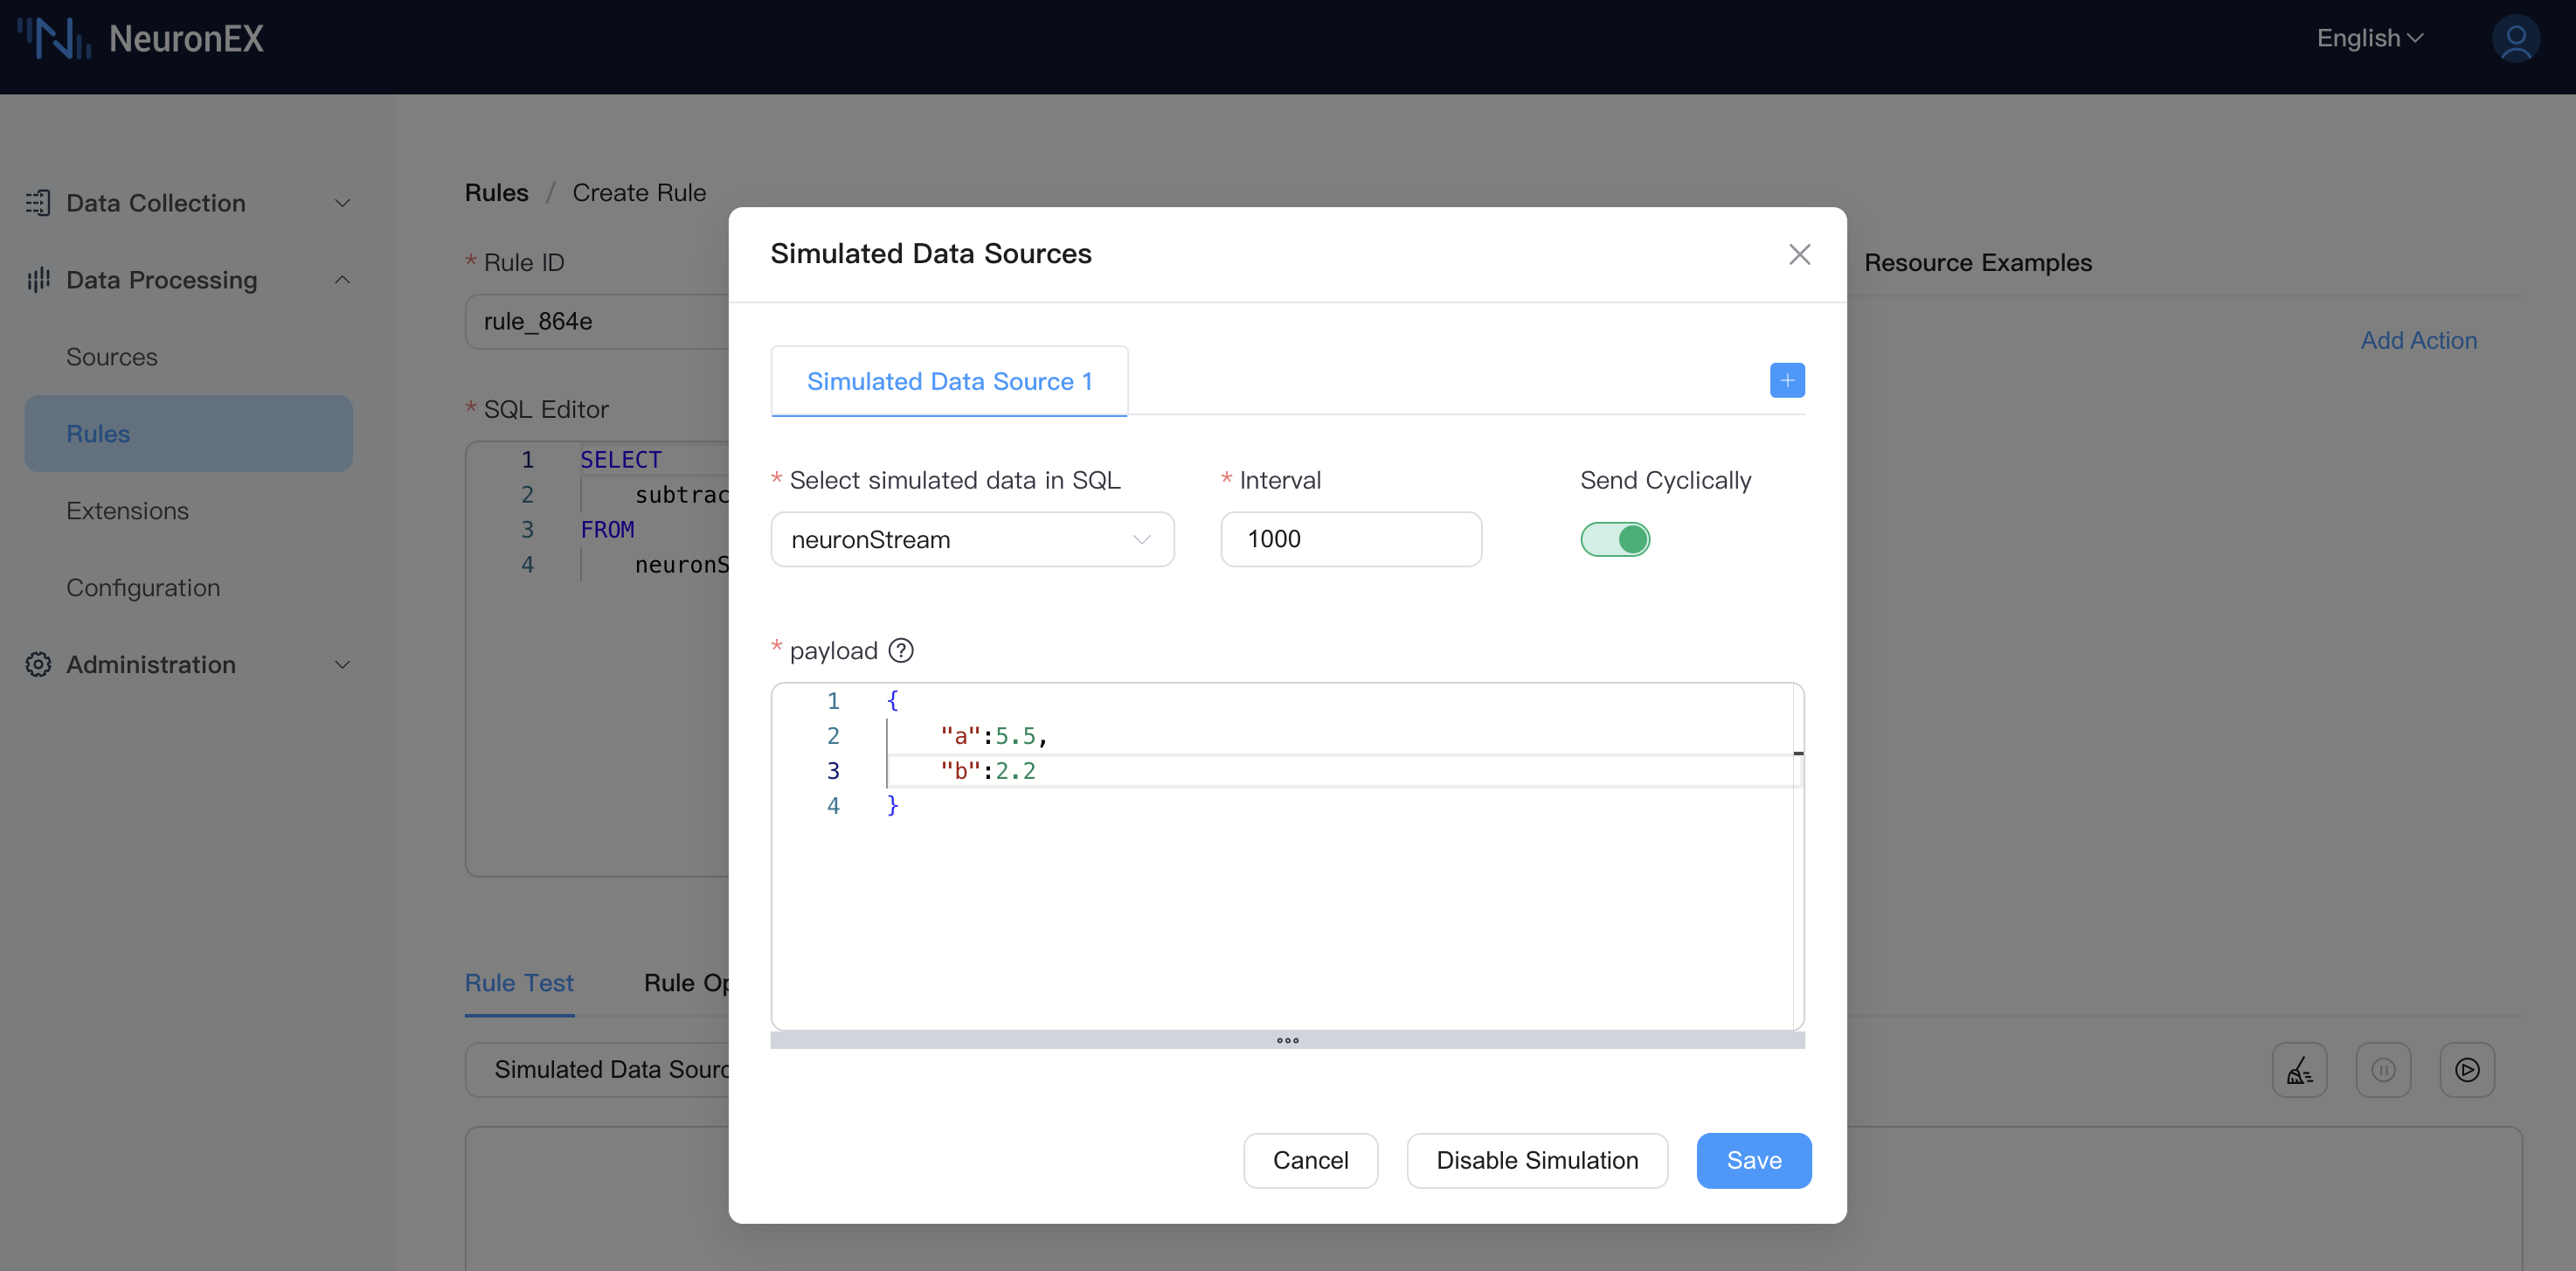 NeuronEX
English
Data Collection
Data Processing
Sources
Rules
Extensions
Configuration
Administration
Rules / Create Rule
* Rule ID
rule_864e
* SQL Editor
1 SELECT
2 subtrac
3 FROM
4 neuronS
Resource Examples
Add Action
Rule Test
Rule Op
Simulated Data Sourc
Simulated Data Sources
Simulated Data Source 1
* Select simulated data in SQL
* Interval
Send Cyclically
neuronStream
1000
* payload
1 {
2 "a":5.5,
3 "b":2.2
4 }
Cancel
Disable Simulation
Save